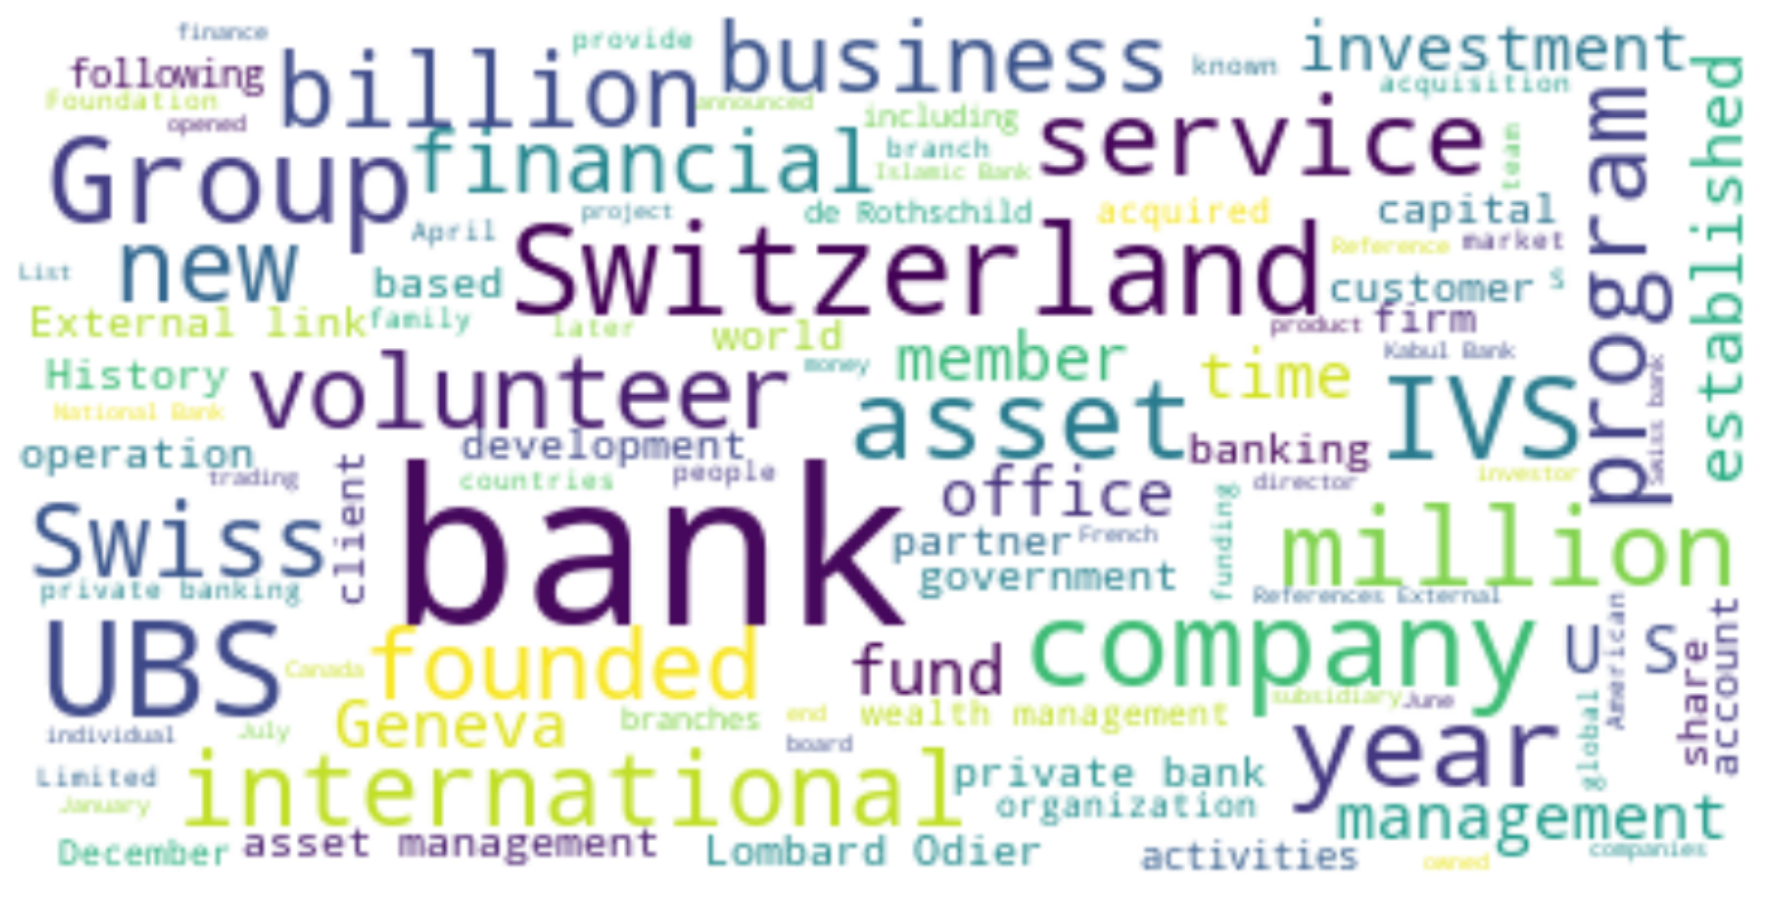 finance
provide
business
known
investment
following
billion
acquisition
Foundation
announced
opened
including
Group
financial
branch
service
team
program
established
Islamic Bank
project
de Rothschild
acquired
capital
April
Switzerland
Reference
market
List
new
based
customer
S
External link
family
later
world
product
firm
History
volunteer
money
member
time
Kabul Bank
IVS
Swiss bank
National Bank
asset
operation
development
banking
trading
client
countries
people
office
director
investor
Swiss
bank
partner
French
funding
million
private banking
government
References External
UBS
Canada
founded
fund
company
U S
American
share
account
subsidiary
June
individual
July
Geneva
branches
end
wealth management
board
year
global
Limited
international
private bank
January
organization
management
December
asset management
Lombard Odier
activities
owned
companies